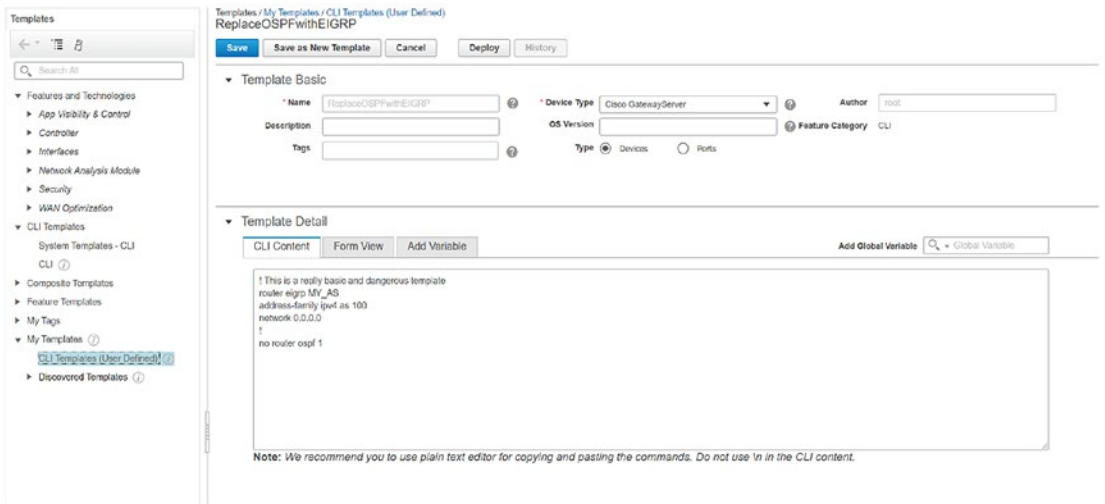 Templates
Search All
Features and Technologies
App Visibility & Control
Controller
Interfaces
Network Analysis Module
Security
WAN Optimization
CLI Templates
System Templates - CLI
CLI
Composite Templates
Feature Templates
My Tags
My Templates
CLI Templates (User Defined)
Discovered Templates
Templates / My Templates / CLI Templates (User Defined)
ReplaceOSPFwithEIGRP
Save Save as New Template Cancel Deploy History
Template Basic
* Name ReplaceOSPFwithEIGRP * Device Type Cisco GatewayServer Author root
Description OS Version Feature Category CLI
Tags Type Devices Ports
Template Detail
CLI Content Form View Add Variable Add Global Variable Global Variable
! This is a really basic and dangerous template
router eigrp MY_AS
address-family ipv4 as 100
network 0.0.0.0
!
no router ospf 1
Note: We recommend you to use plain text editor for copying and pasting the commands. Do not use \n in the CLI content.